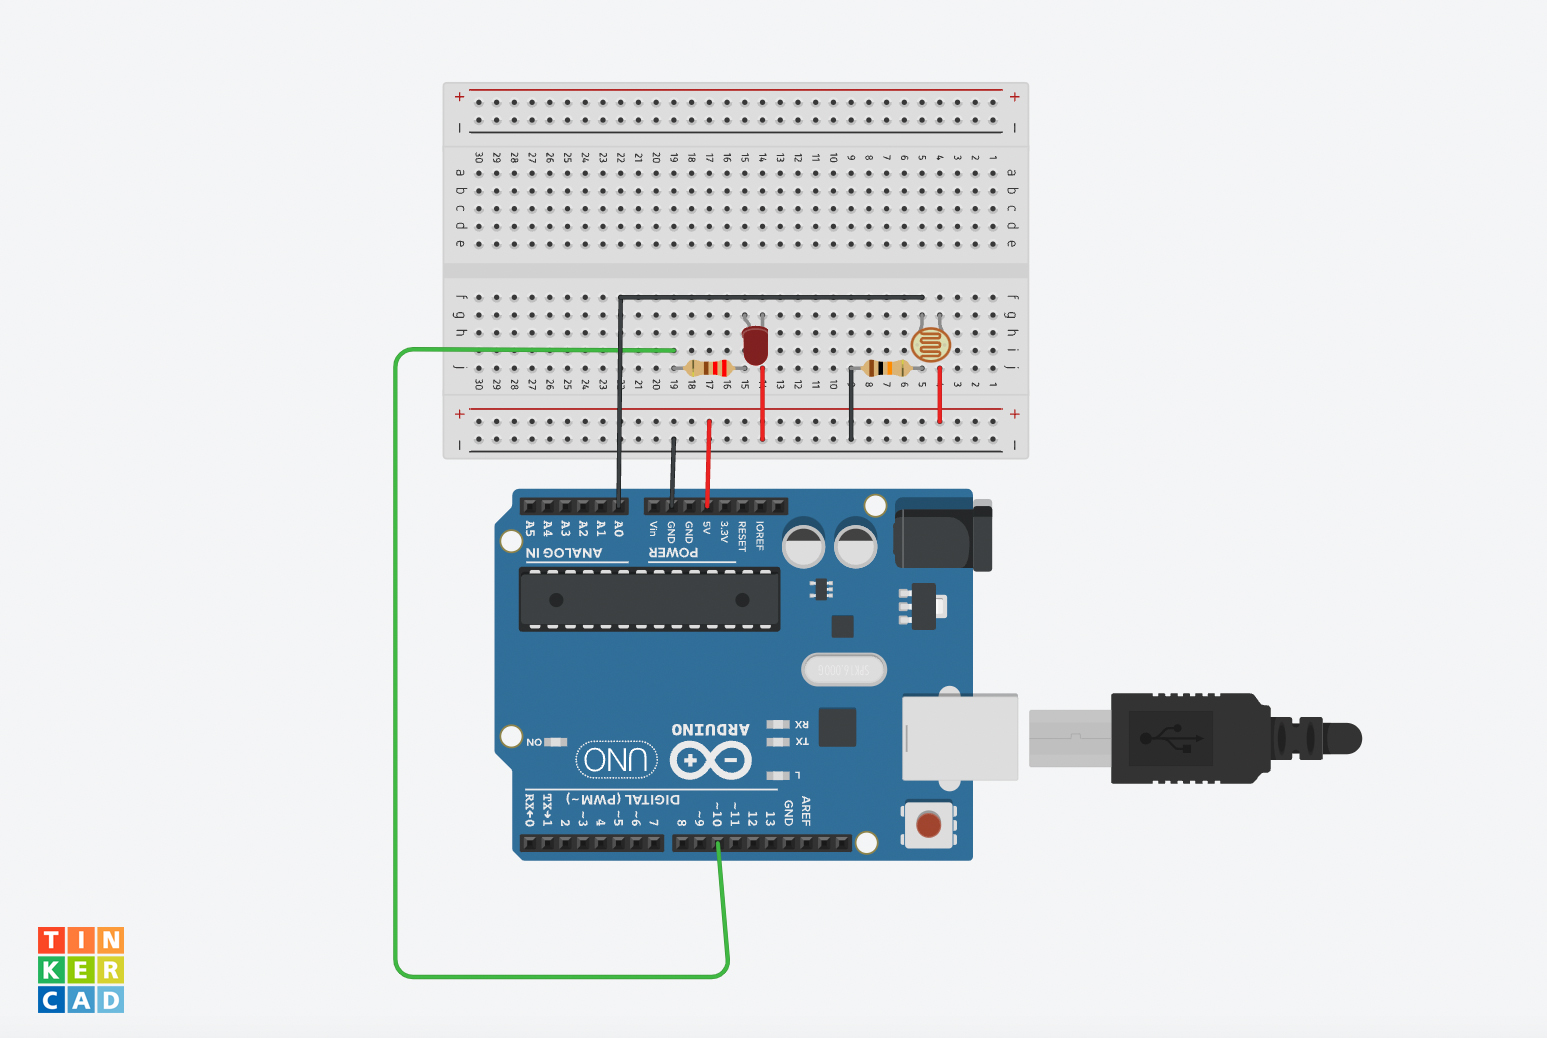 + +
− −
30 29 28 27 26 25 24 23 22 21 20 19 18 17 16 15 14 13 12 11 10 9 8 7 6 5 4 3 2 1
a a
b b
c c
d d
e e
f f
g g
h h
i i
j j
30 29 28 27 26 25 24 23 22 21 20 19 18 17 16 15 14 13 12 11 10 9 8 7 6 5 4 3 2 1
+ +
− −
A5 A4 A3 A2 A1 A0 Vin GND GND 5V 3.3V RESET IOREF
ANALOG IN POWER
RX
ARDUINO
ON TX
UNO
L
DIGITAL (PWM~)
RX←0 TX→1 2 ~3 4 ~5 ~6 7 8 ~9 ~10 ~11 12 13 GND AREF
TIN
KER
CAD